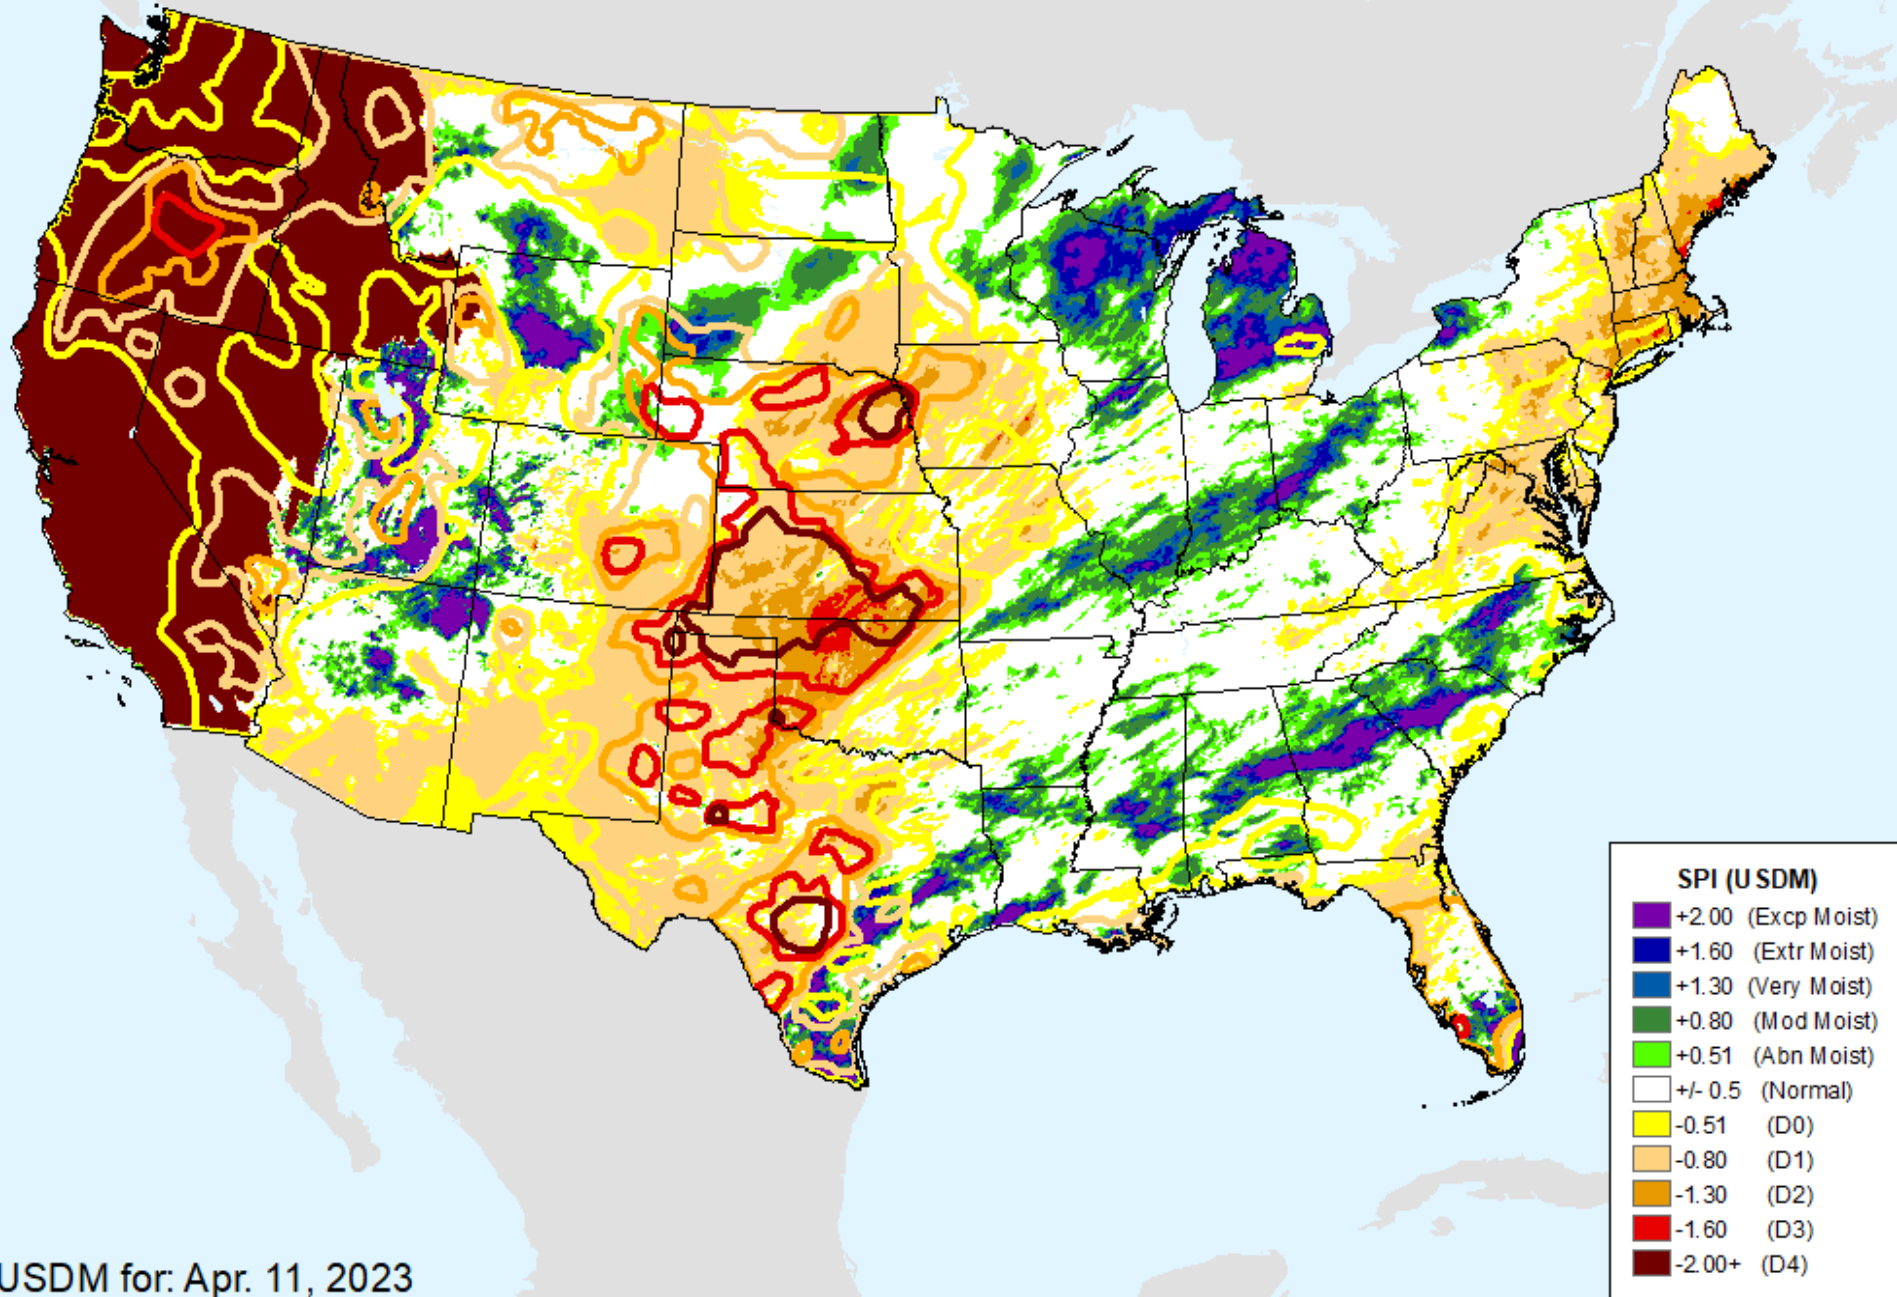 SPI (USDM)
+2.00 (Excp Moist)
+1.60 (Extr Moist)
+1.30 (Very Moist)
+0.80 (Mod Moist)
+0.51 (Abn Moist)
+/- 0.5 (Normal)
-0.51 (D0)
-0.80 (D1)
-1.30 (D2)
-1.60 (D3)
-2.00+ (D4)
USDM for: Apr. 11, 2023